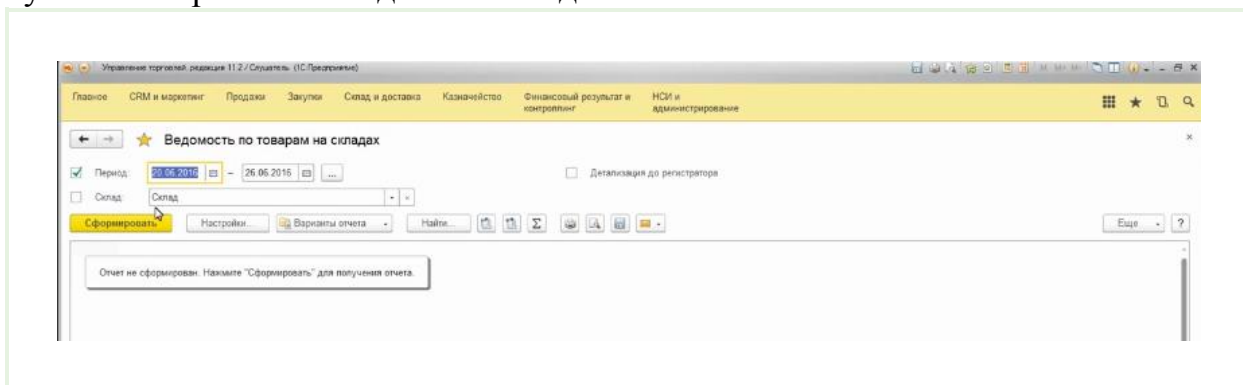 Управление торговлей, редакция 11.2 / Слушатель (1С:Предприятие)
Главное CRM и маркетинг Продажи Закупки Склад и доставка Казначейство Финансовый результат и контроллинг НСИ и администрирование
Ведомость по товарам на складах
Период: 20.06.2016 – 26.06.2016 ... Детализация до регистратора
Склад: Склад
Сформировать Настройки... Варианты отчета Найти... Σ Еще ?
Отчет не сформирован. Нажмите "Сформировать" для получения отчета.